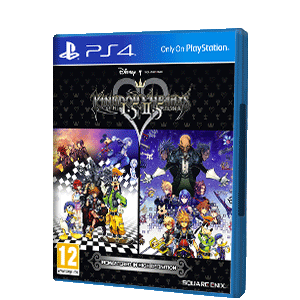 PS4
Only On PlayStation.
Disney
KINGDOM HEARTS
HD 1.5+2.5 ReMIX
12
SQUARE ENIX